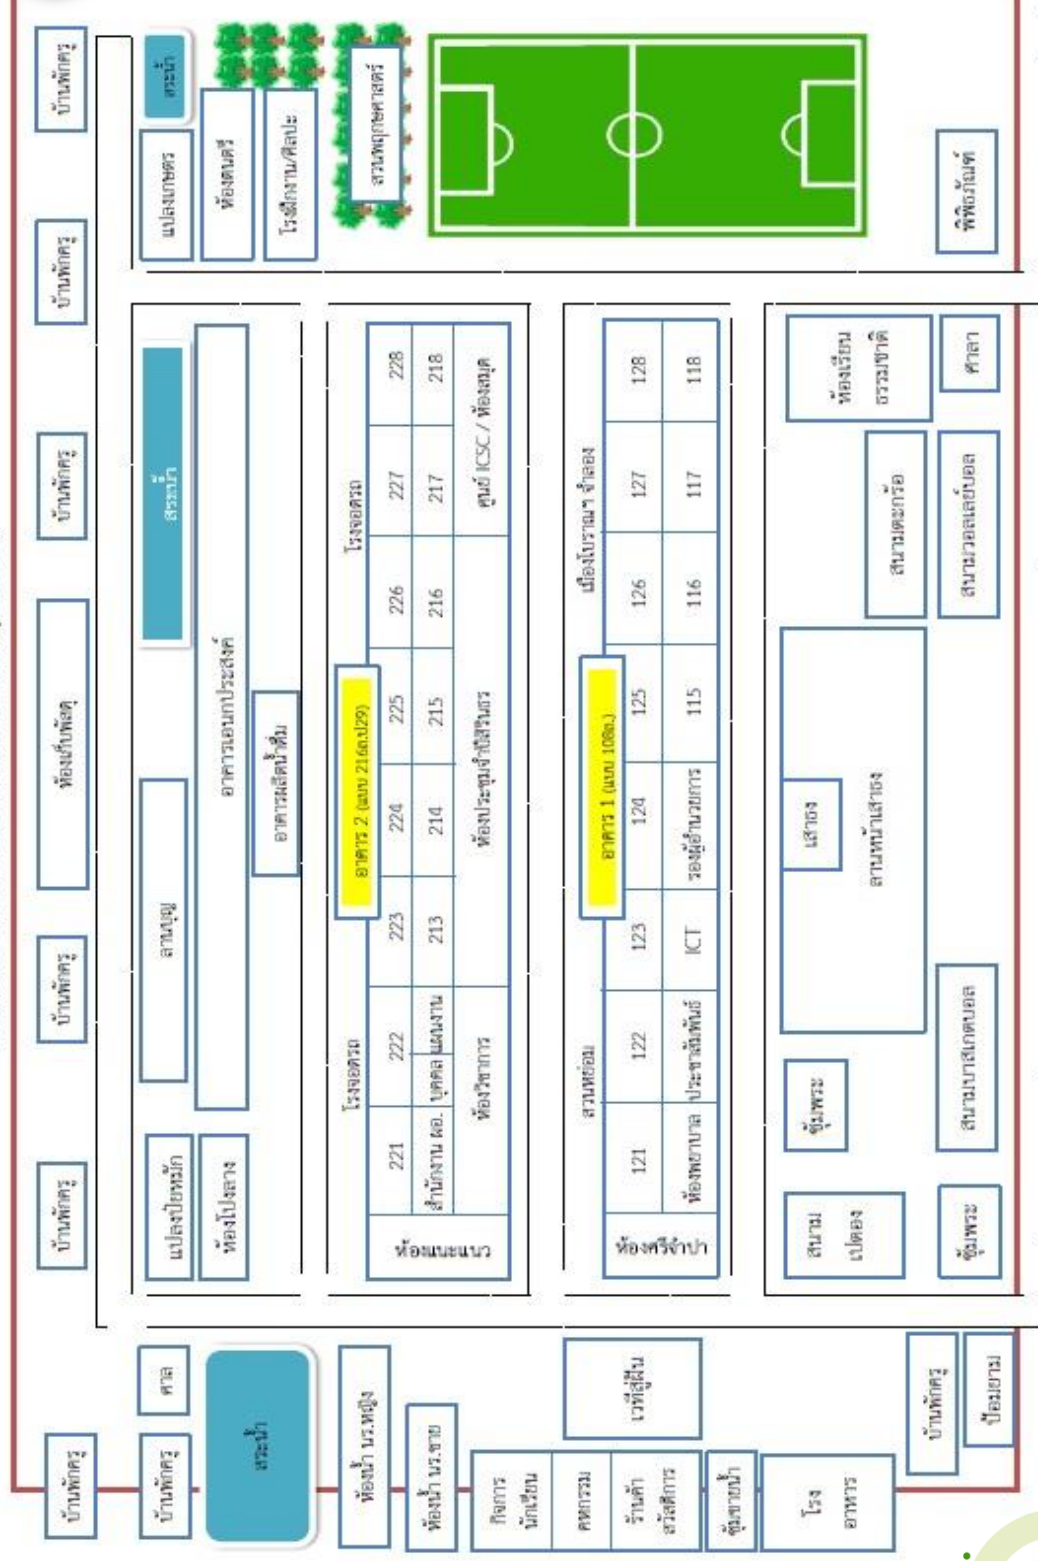 บ้านพักครู
บ้านพักครู
บ้านพักครู
ห้องเก็บพัสดุ
บ้านพักครู
บ้านพักครู
บ้านพักครู
บ้านพักครู
ศาล
สระน้ำ
แปลงปุ๋ยหมัก
ลานบุญ
สระน้ำ
แปลงเกษตร
สระน้ำ
ห้องโปงลาง
อาคารเอนกประสงค์
ห้องดนตรี
อาคารผลิตน้ำดื่ม
โรงฝึกงาน/ศิลปะ
ห้องน้ำ นร.หญิง
ห้องน้ำ นร.ชาย
โรงจอดรถ
อาคาร 2 (แบบ 216ล.ป29)
โรงจอดรถ
สวนพฤกษศาสตร์
ห้องแนะแนว
221 222 223 224 225 226 227 228
สำนักงาน ผอ. บุคคล แผนงาน 213 214 215 216 217 218
ห้องวิชาการ ห้องประชุมจำปีสิรินธร ศูนย์ ICSC / ห้องสมุด
กิจการ
นักเรียน
คหกรรม
ร้านค้า
สวัสดิการ
เวทีสีฝัน
สวนหย่อม
อาคาร 1 (แบบ 108ล.)
เมืองโบราณฯ จำลอง
ห้องศรีจำปา
121 122 123 124 125 126 127 128
ห้องพยาบาล ประชาสัมพันธ์ ICT รองผู้อำนวยการ 115 116 117 118
ซุ้มขายน้ำ
โรง
อาหาร
สนาม
เปตอง
ซุ้มพระ
เสาธง
ลานหน้าเสาธง
สนามตะกร้อ
ห้องเรียน
ธรรมชาติ
บ้านพักครู
ป้อมยาม
ซุ้มพระ
สนามบาสเกตบอล
สนามวอลเลย์บอล
ศาลา
พิพิธภัณฑ์